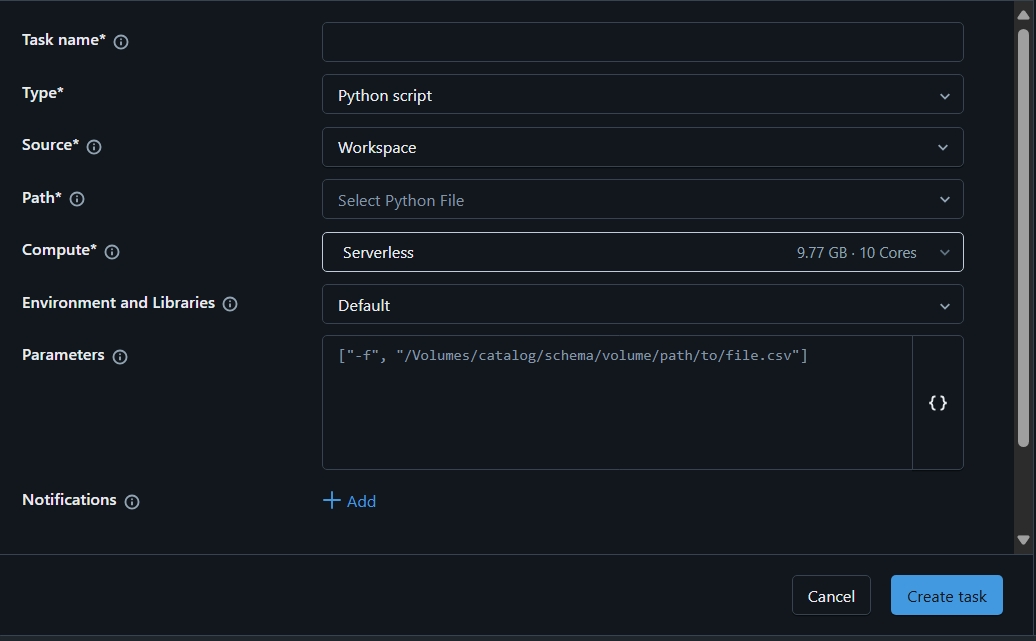 Task name*
Type*
Python script
Source*
Workspace
Path*
Select Python File
Compute*
Serverless 9.77 GB · 10 Cores
Environment and Libraries
Default
Parameters
["-f", "/Volumes/catalog/schema/volume/path/to/file.csv"]
{}
Notifications
+ Add
Cancel
Create task